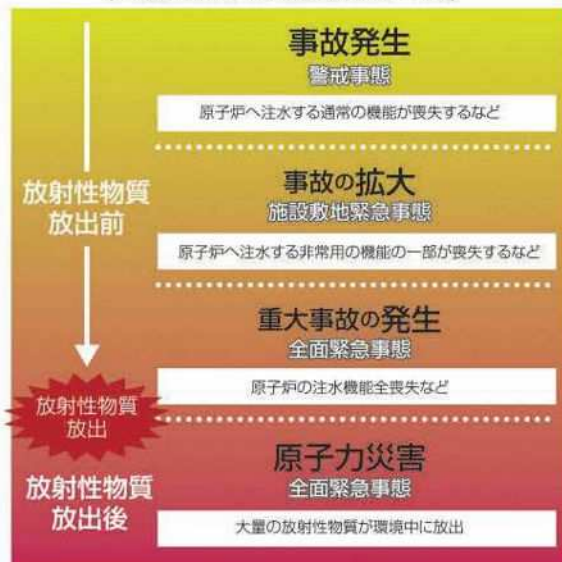 事故発生
警戒事態
原子炉へ注水する通常の機能が喪失するなど
放射性物質
放出前
事故の拡大
施設敷地緊急事態
原子炉へ注水する非常用の機能の一部が喪失するなど
重大事故の発生
全面緊急事態
原子炉の注水機能全喪失など
放射性物質
放出
放射性物質
放出後
原子力災害
全面緊急事態
大量の放射性物質が環境中に放出